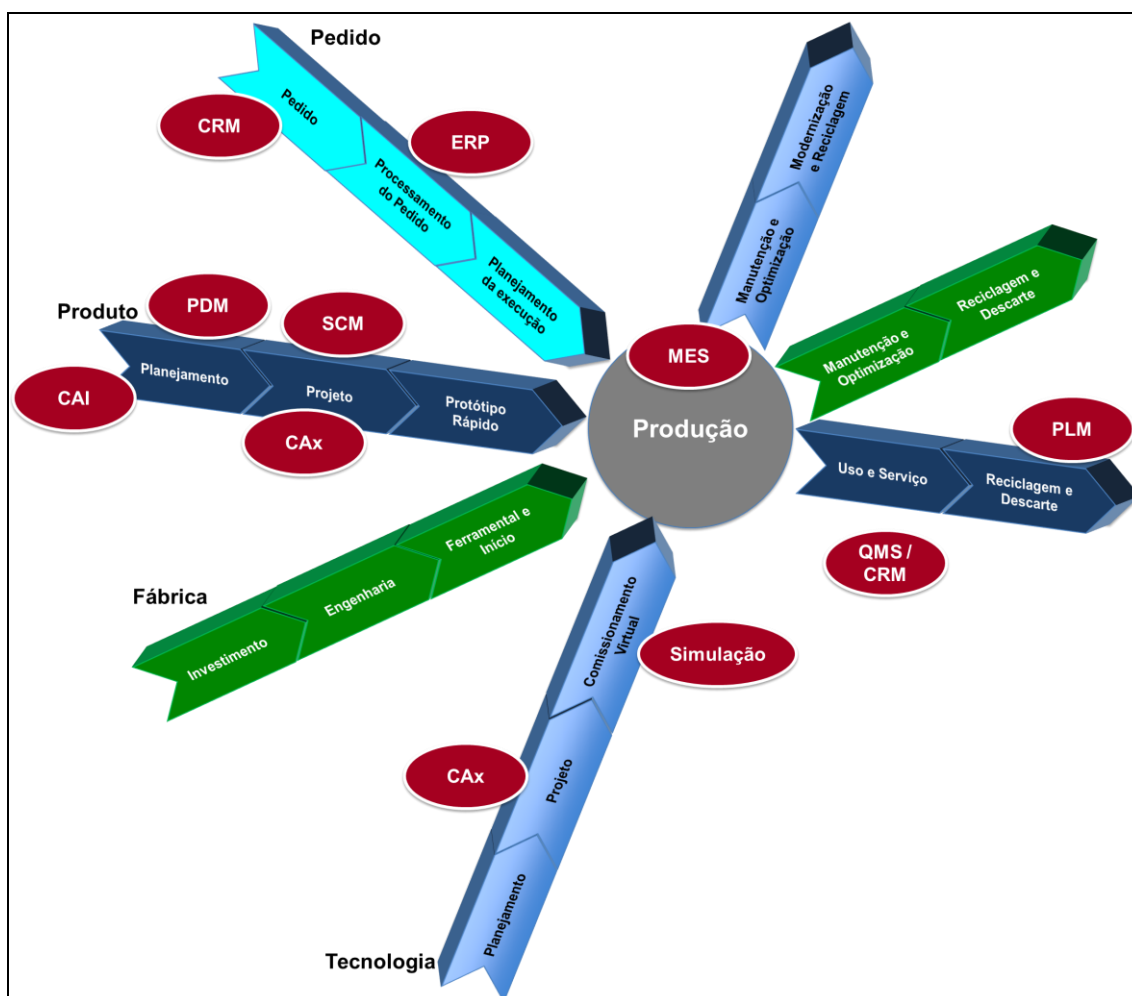 Pedido
CRM
Pedido
ERP
Processamento
do Pedido
Planejamento
da execução
Modernização
e Reciclagem
Manutenção e
Optimização
Reciclagem e
Descarte
Manutenção e
Optimização
Produto
PDM
SCM
CAI
Planejamento
Projeto
Protótipo
Rápido
CAx
MES
Produção
PLM
Uso e Serviço
Reciclagem e
Descarte
QMS /
CRM
Fábrica
Investimento
Engenharia
Ferramental e
Início
Comissionamento
Virtual
Simulação
CAx
Projeto
Planejamento
Tecnologia